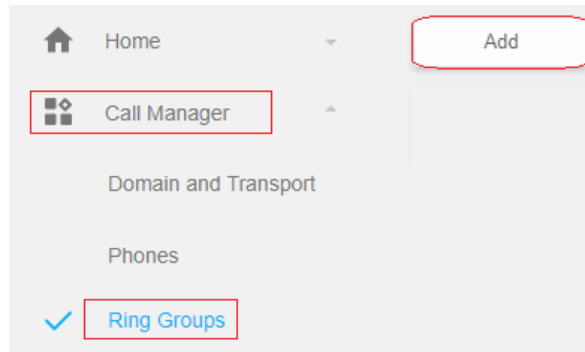 Home
Add
Call Manager
Domain and Transport
Phones
Ring Groups